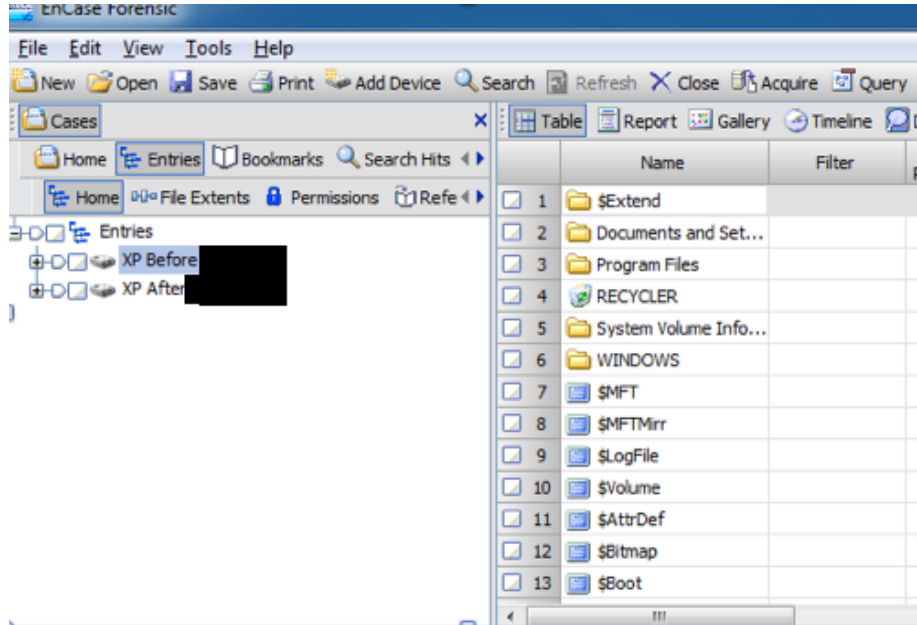 EnCase Forensic
File Edit View Tools Help
New Open Save Print Add Device Search Refresh Close Acquire Query
Cases
Table Report Gallery Timeline
Home Entries Bookmarks Search Hits
Home File Extents Permissions
Name Filter
Entries
XP Before
XP After
1 $Extend
2 Documents and Set...
3 Program Files
4 RECYCLER
5 System Volume Info...
6 WINDOWS
7 $MFT
8 $MFTMirr
9 $LogFile
10 $Volume
11 $AttrDef
12 $Bitmap
13 $Boot